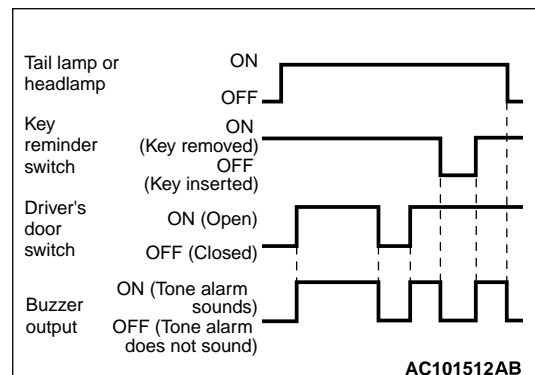 Tail lamp or
headlamp
ON
OFF
Key
reminder
switch
ON
(Key removed)
OFF
(Key inserted)
Driver's
door
switch
ON (Open)
OFF (Closed)
Buzzer
output
ON (Tone alarm
sounds)
OFF (Tone alarm
does not sound)
AC101512AB